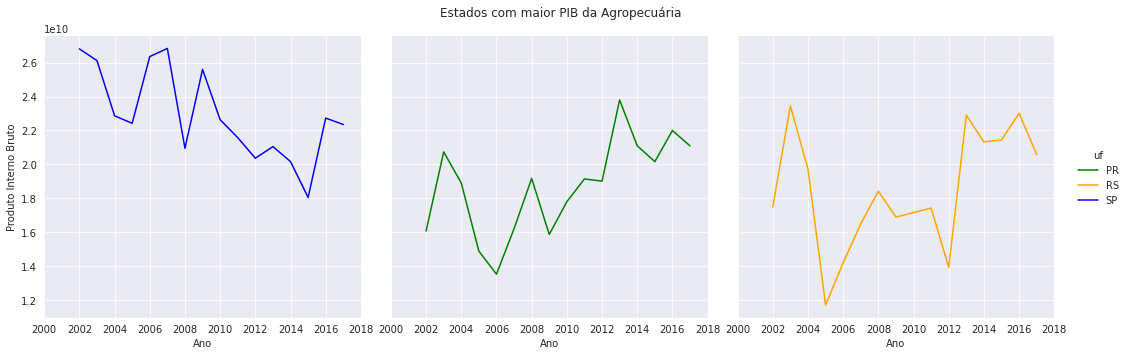 Estados com maior PIB da Agropecuária
1e10
2.6
2.4
2.2
2.0
1.8
1.6
1.4
1.2
Produto Interno Bruto
2000 2002 2004 2006 2008 2010 2012 2014 2016 2018
Ano
2000 2002 2004 2006 2008 2010 2012 2014 2016 2018
Ano
2000 2002 2004 2006 2008 2010 2012 2014 2016 2018
Ano
uf
PR
RS
SP